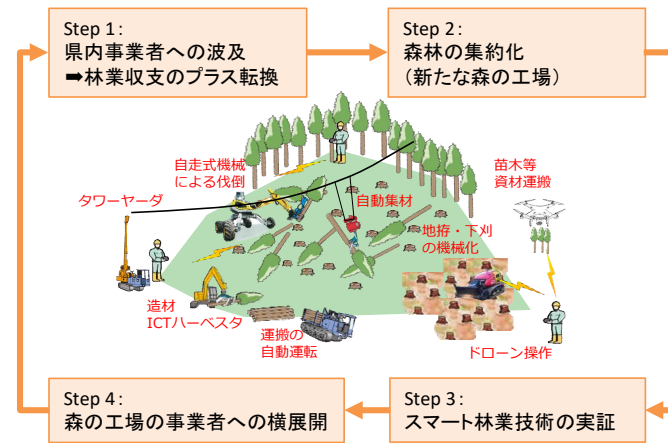 Step 1：
県内事業者への波及
➡林業収支のプラス転換
Step 2：
森林の集約化
（新たな森の工場）
自走式機械
による伐倒
苗木等
資材運搬
タワーヤーダ
自動集材
地拵・下刈
の機械化
造材
ICTハーベスタ
運搬の
自動運転
ドローン操作
Step 4：
森の工場の事業者への横展開
Step 3：
スマート林業技術の実証